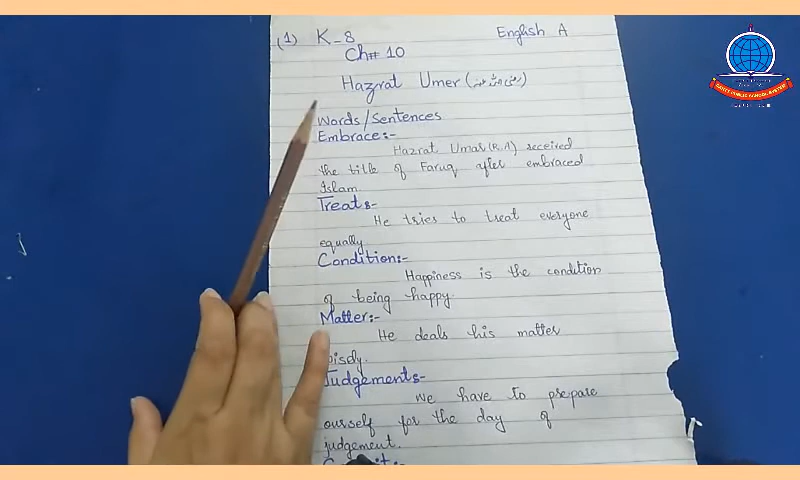 (1) K-8 English A
Ch# 10
Hazrat Umer (رضی اللہ عنہ)
Words/Sentences
Embrace:-
Hazrat Umar (R.A) received
the title of Faruq after embraced
Islam.
Treat:-
He tries to treat everyone
equally
Condition:-
Happiness is the condition
of being happy.
Matter:-
He deals his matter
wisely.
Judgement:-
We have to prepare
ourself for the day of
judgement.